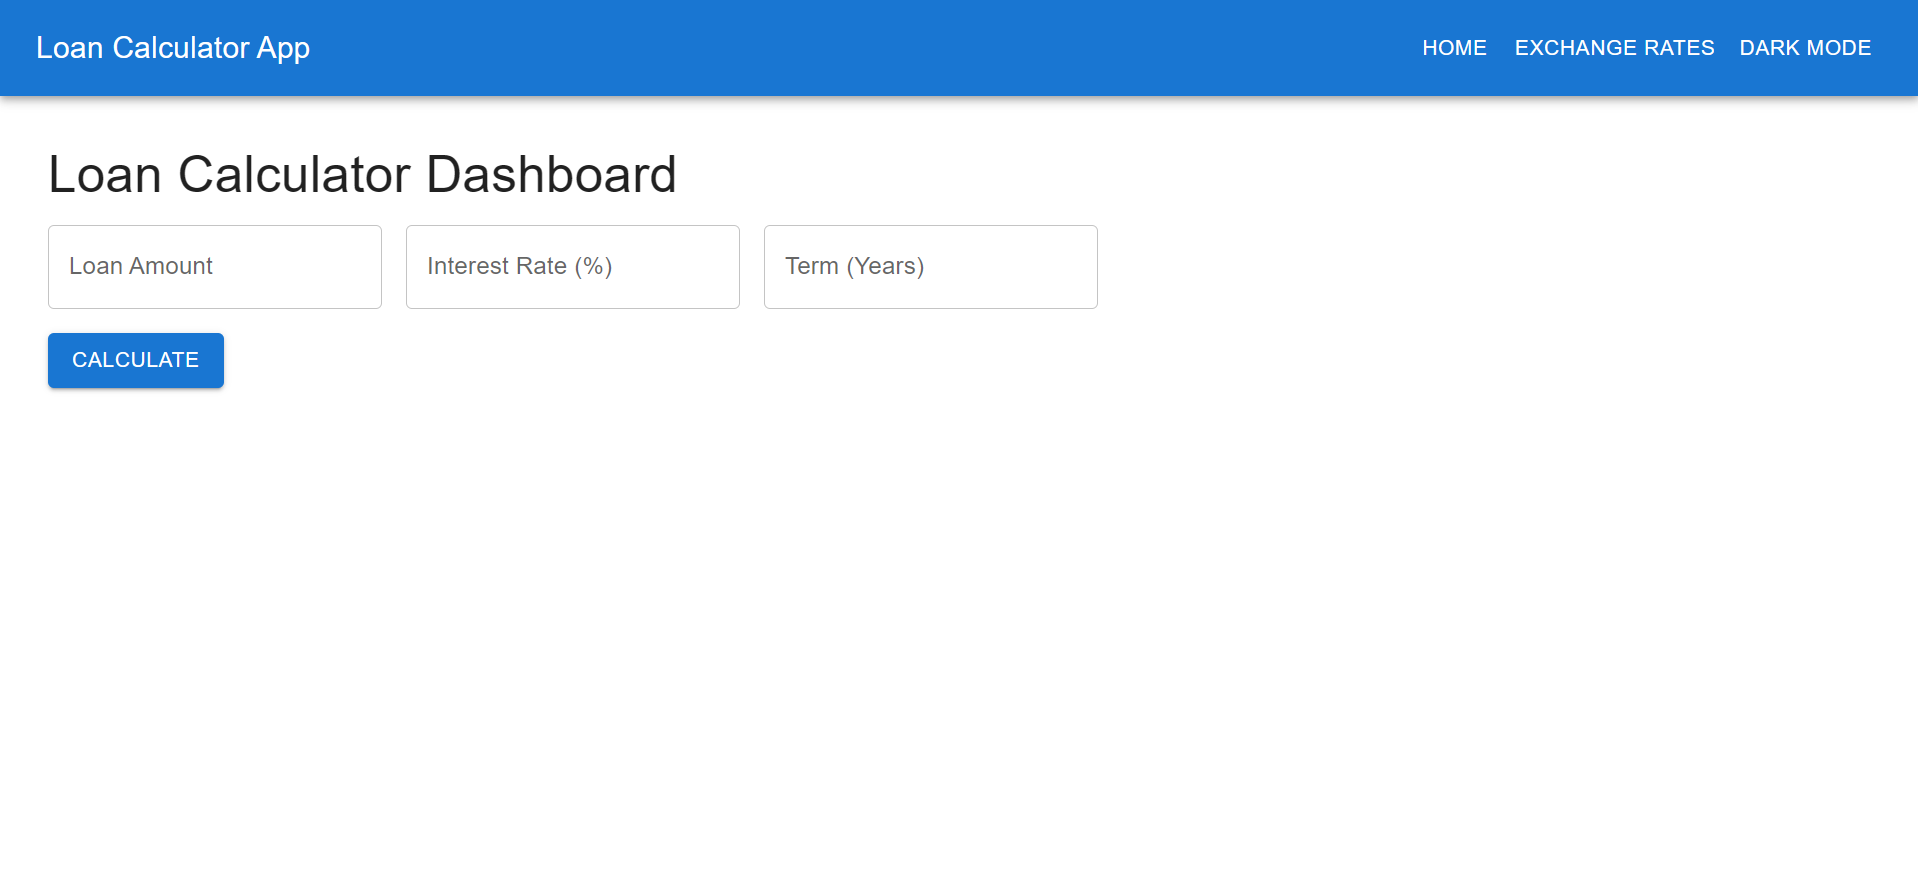 Loan Calculator App
HOME EXCHANGE RATES DARK MODE
Loan Calculator Dashboard
Loan Amount Interest Rate (%) Term (Years)
CALCULATE